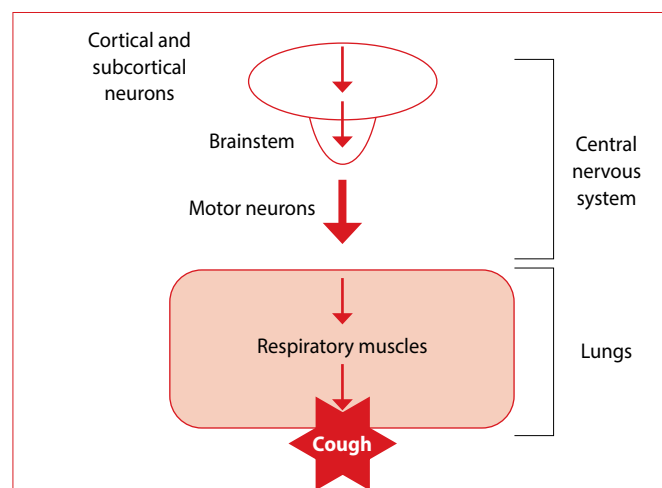 Cortical and
subcortical
neurons
Brainstem
Central
nervous
system
Motor neurons
Respiratory muscles
Lungs
Cough